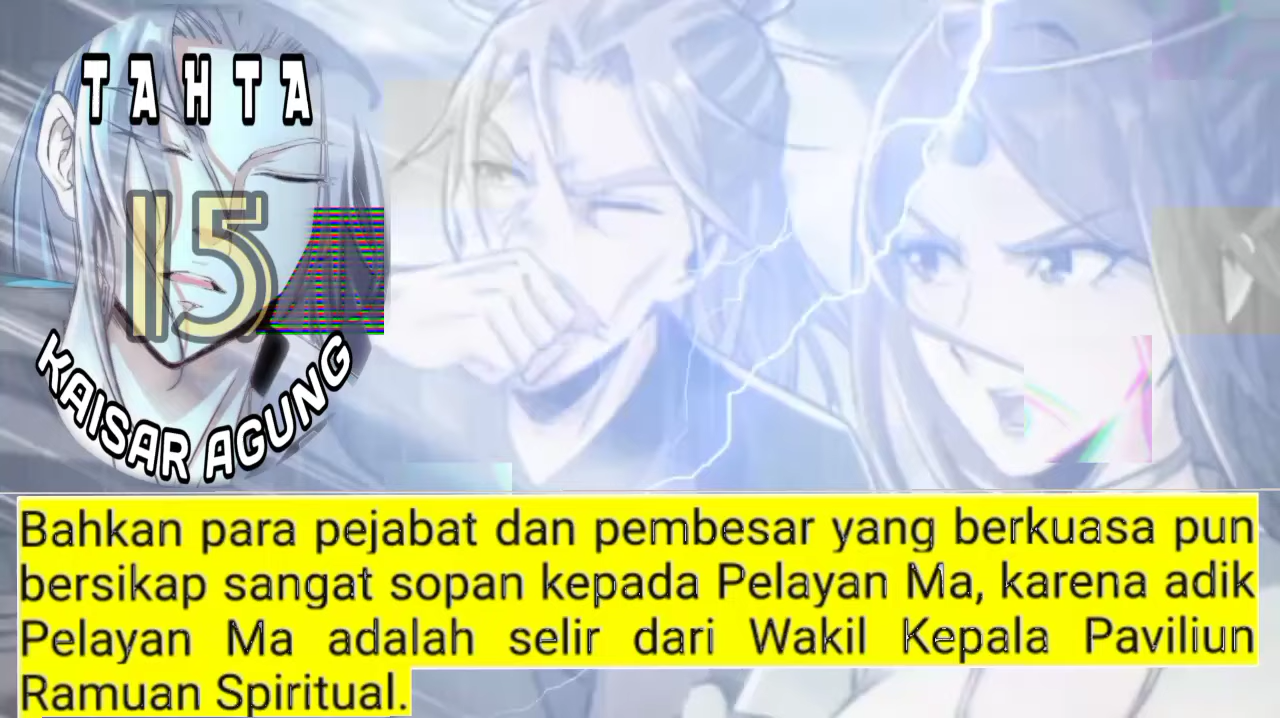 TAHTA
15
KAISAR AGUNG
Bahkan para pejabat dan pembesar yang berkuasa pun
bersikap sangat sopan kepada Pelayan Ma, karena adik
Pelayan Ma adalah selir dari Wakil Kepala Paviliun
Ramuan Spiritual.